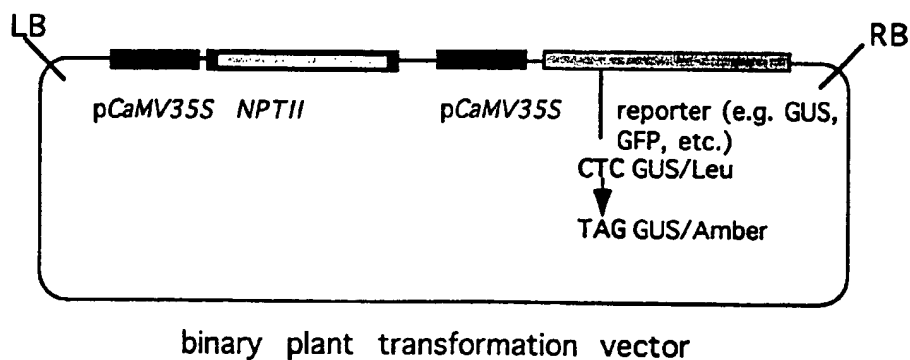 LB
RB
pCaMV35S NPTII
pCaMV35S
reporter (e.g. GUS,
GFP, etc.)
CTC GUS/Leu
TAG GUS/Amber
binary plant transformation vector